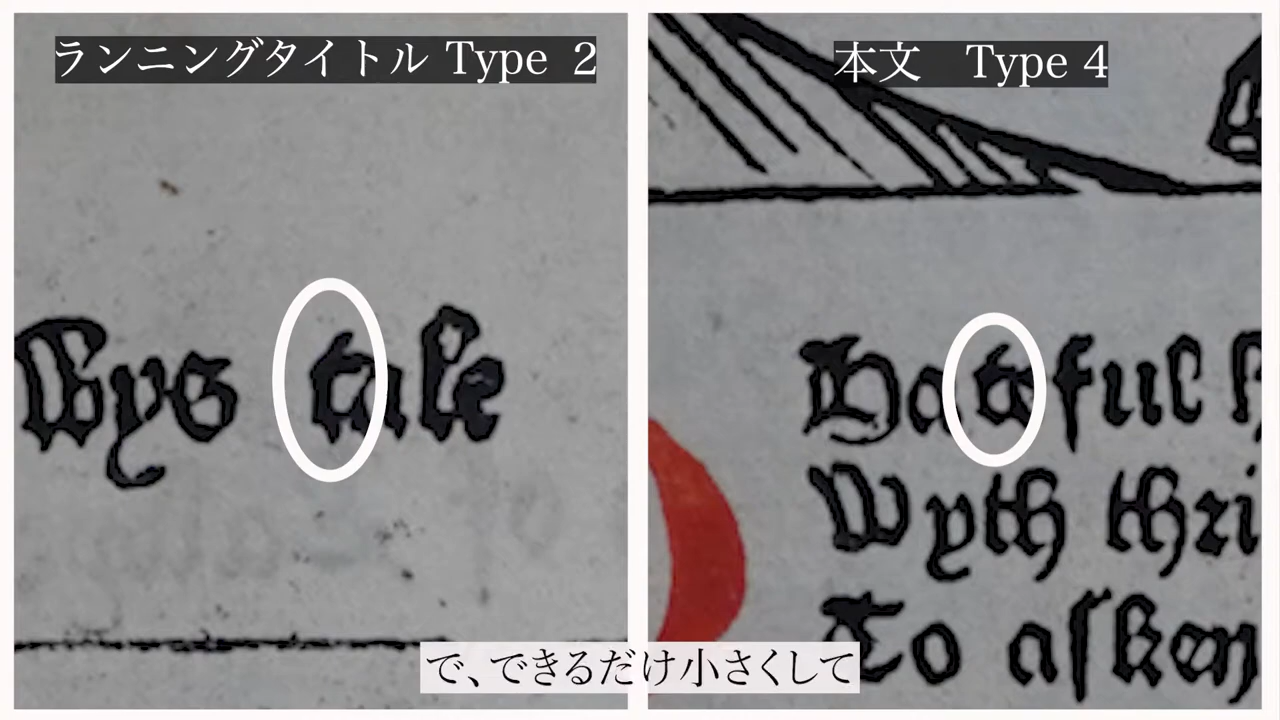 ランニングタイトル Type 2
本文 Type 4
Wys tale
Hateful
Wyth thri
To asken
で、できるだけ小さくして